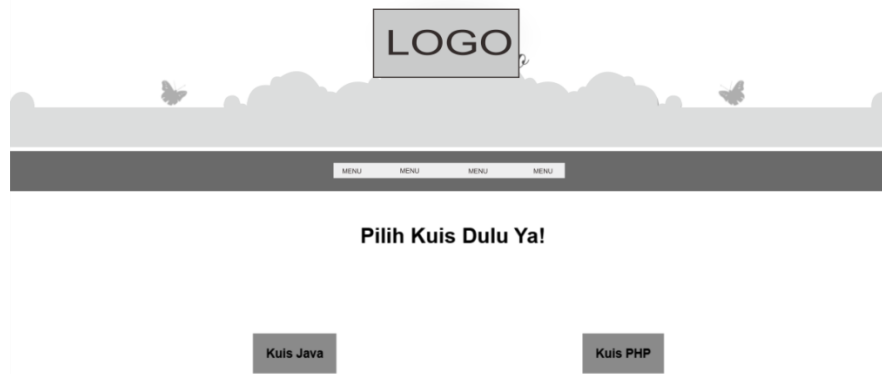 LOGO
MENU MENU MENU MENU
Pilih Kuis Dulu Ya!
Kuis Java Kuis PHP